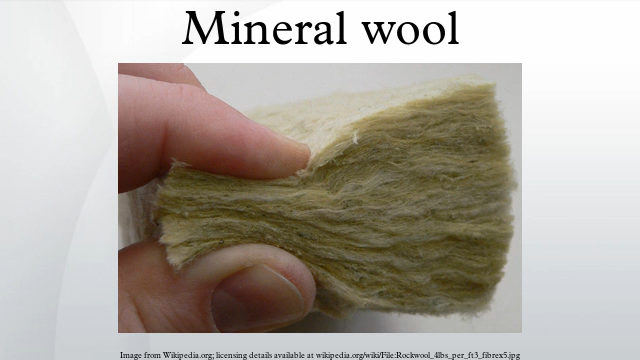 Mineral wool
Image from Wikipedia.org; licensing details available at wikipedia.org/wiki/File:Rockwool_4lbs_per_ft3_fibrex5.jpg